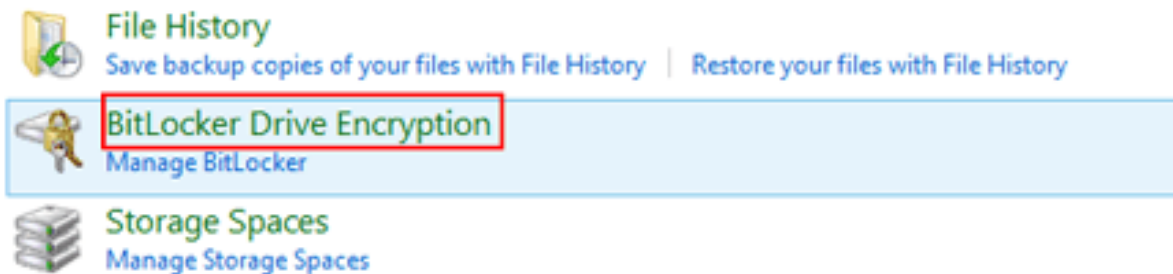 File History
Save backup copies of your files with File History | Restore your files with File History
BitLocker Drive Encryption
Manage BitLocker
Storage Spaces
Manage Storage Spaces